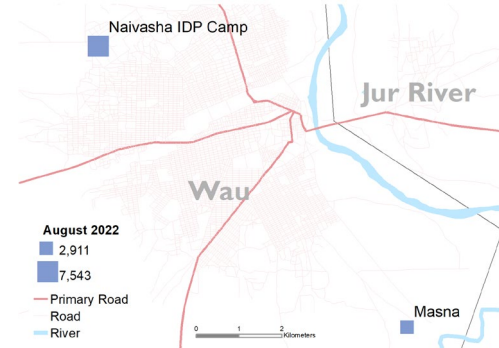 Naivasha IDP Camp
Jur River
Wau
August 2022
2,911
7,543
Primary Road
Road
River
Masna
0 1 2
Kilometers